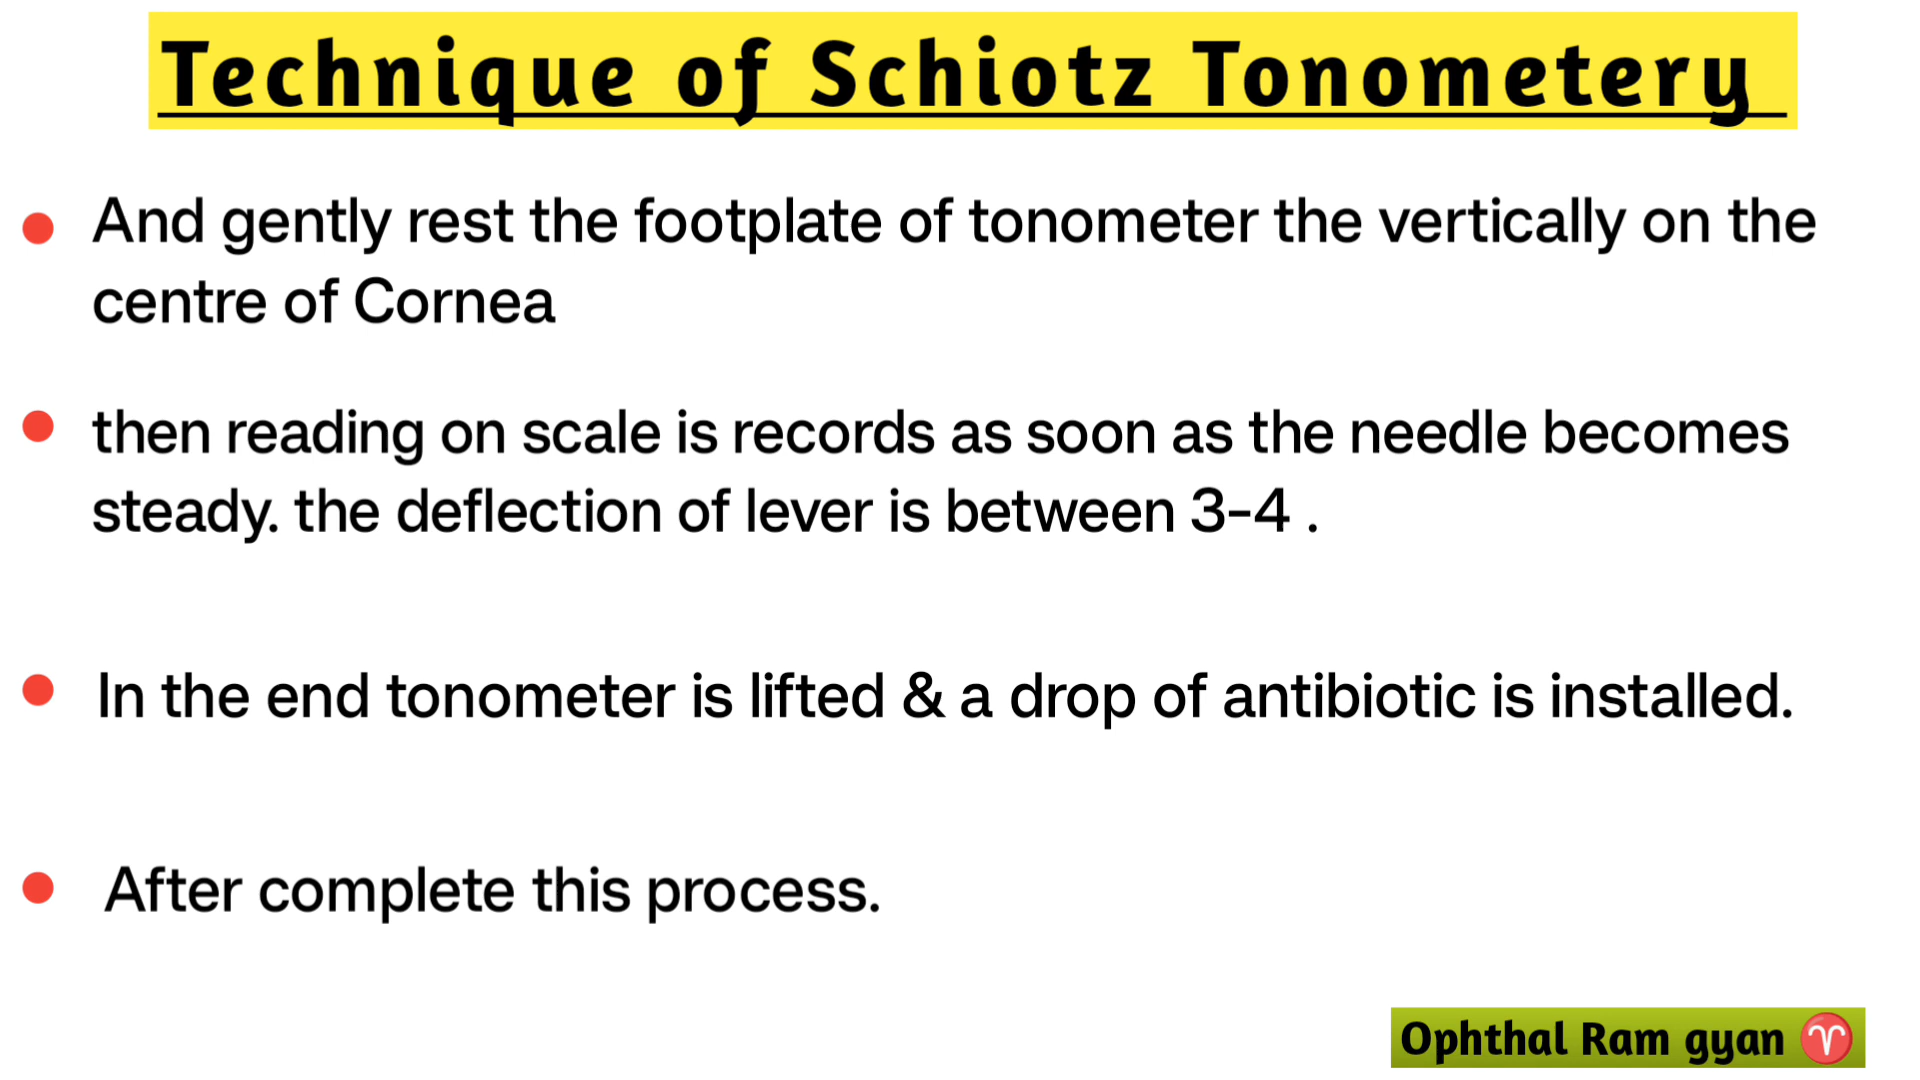 Technique of Schiotz Tonometery
And gently rest the footplate of tonometer the vertically on the
centre of Cornea
then reading on scale is records as soon as the needle becomes
steady. the deflection of lever is between 3-4 .
In the end tonometer is lifted & a drop of antibiotic is installed.
After complete this process.
Ophthal Ram gyan ♈